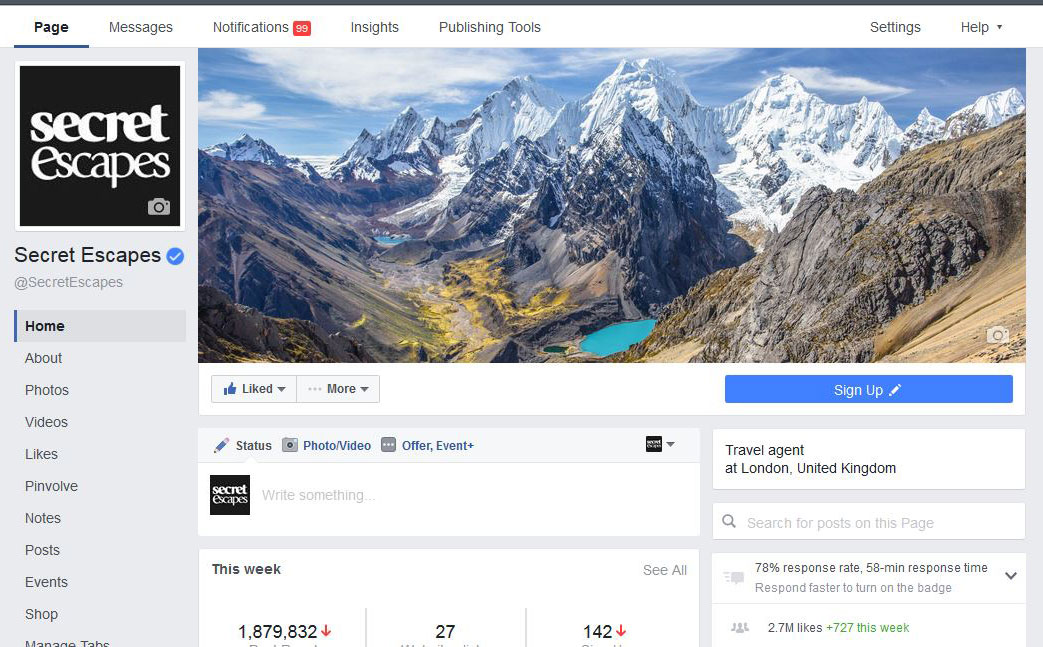 Page Messages Notifications 99 Insights Publishing Tools Settings Help
secret
escapes
Secret Escapes
@SecretEscapes
Home
About
Photos
Videos
Likes
Pinvolve
Notes
Posts
Events
Shop
Manage Tabs
Liked More Sign Up
Status Photo/Video Offer, Event+
secret
escapes
secret
escapes
Write something...
This week See All
1,879,832 27 142
Travel agent
at London, United Kingdom
Search for posts on this Page
78% response rate, 58-min response time
Respond faster to turn on the badge
2.7M likes +727 this week